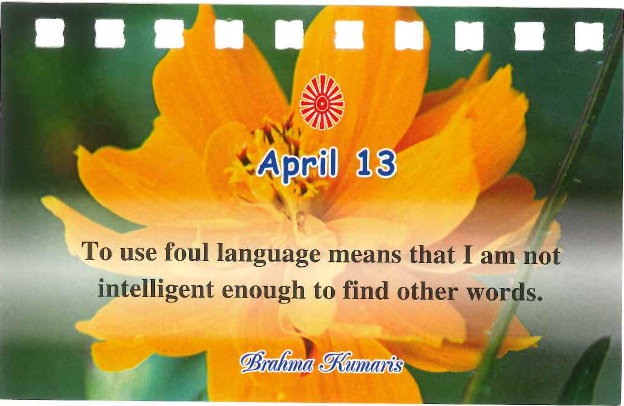 April 13
To use foul language means that I am not
intelligent enough to find other words.
Brahma Kumaris